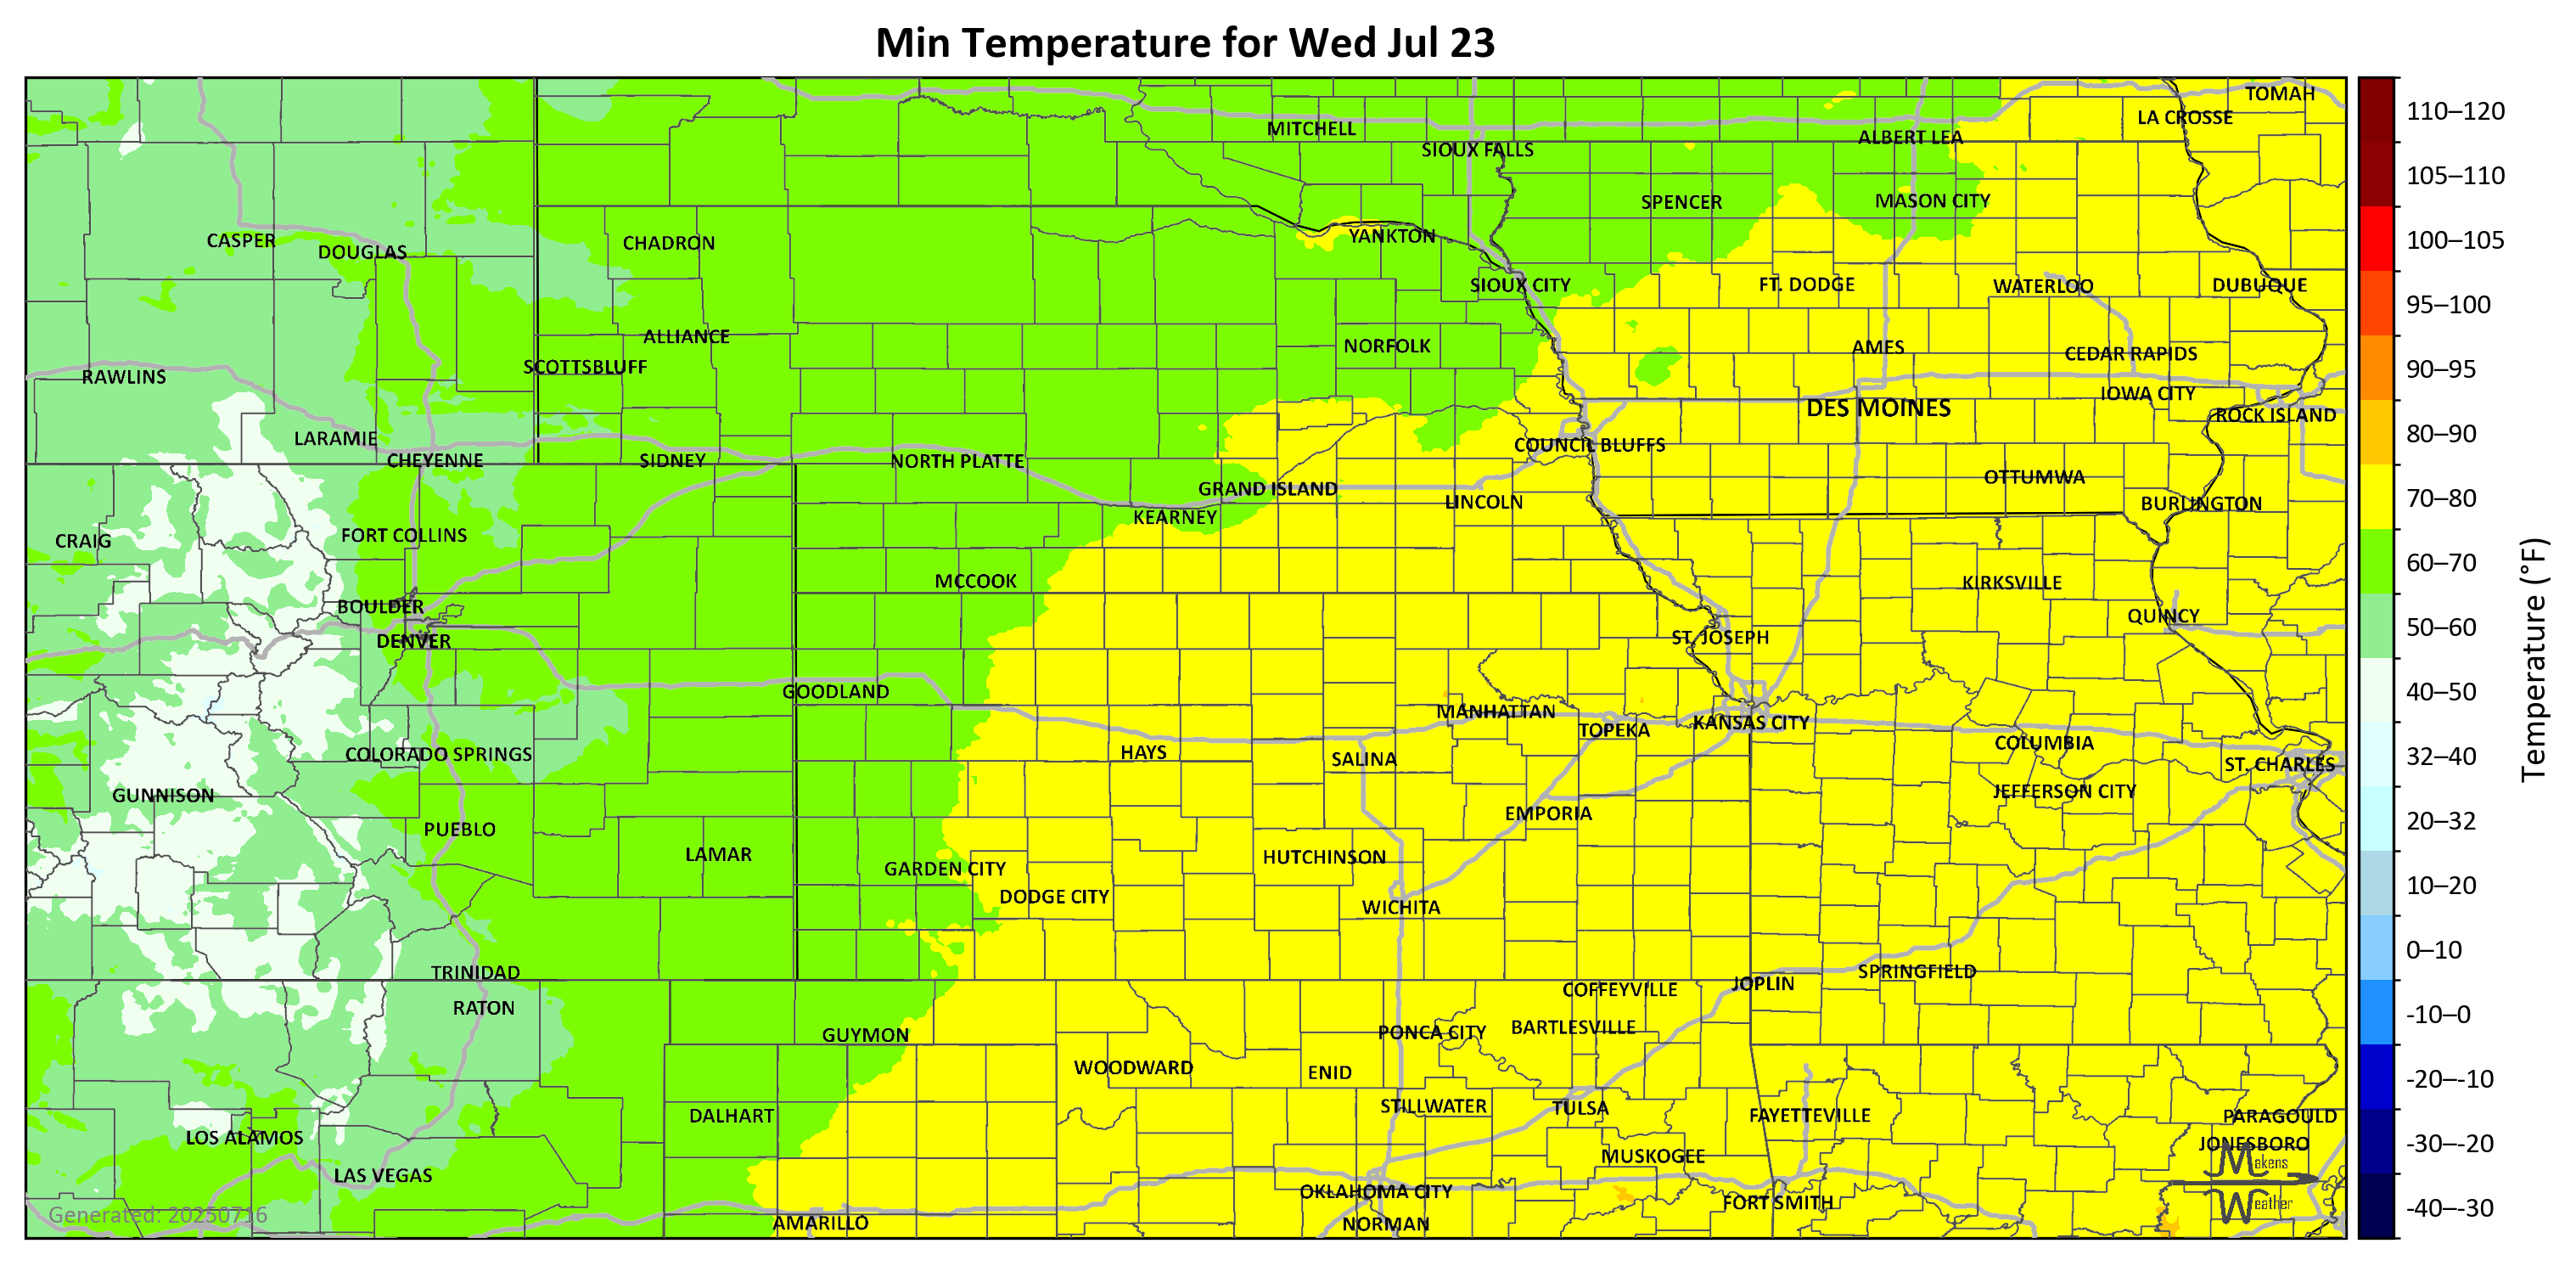 Min Temperature for Wed Jul 23
TOMAH
LA CROSSE
MITCHELL
ALBERT LEA
SIOUX FALLS
SPENCER
MASON CITY
CASPER
DOUGLAS
CHADRON
YANKTON
SIOUX CITY
FT. DODGE
WATERLOO
DUBUQUE
ALLIANCE
NORFOLK
AMES
CEDAR RAPIDS
SCOTTSBLUFF
RAWLINS
IOWA CITY
DES MOINES
ROCK ISLAND
LARAMIE
COUNCIL BLUFFS
CHEYENNE
SIDNEY
NORTH PLATTE
OTTUMWA
GRAND ISLAND
LINCOLN
BURLINGTON
KEARNEY
FORT COLLINS
CRAIG
MCCOOK
KIRKSVILLE
BOULDER
QUINCY
DENVER
ST. JOSEPH
GOODLAND
MANHATTAN
TOPEKA
KANSAS CITY
COLUMBIA
COLORADO SPRINGS
HAYS
SALINA
ST. CHARLES
GUNNISON
JEFFERSON CITY
EMPORIA
PUEBLO
LAMAR
HUTCHINSON
GARDEN CITY
DODGE CITY
WICHITA
TRINIDAD
SPRINGFIELD
JOPLIN
COFFEYVILLE
RATON
GUYMON
PONCA CITY
BARTLESVILLE
WOODWARD
ENID
STILLWATER
TULSA
DALHART
FAYETTEVILLE
PARAGOULD
LOS ALAMOS
JONESBORO
MUSKOGEE
LAS VEGAS
OKLAHOMA CITY
FORT SMITH
AMARILLO
NORMAN
Generated: 20250716
Makens
Weather
110–120
105–110
100–105
95–100
90–95
80–90
70–80
60–70
50–60
40–50
32–40
20–32
10–20
0–10
-10–0
-20–-10
-30–-20
-40–-30
Temperature (°F)